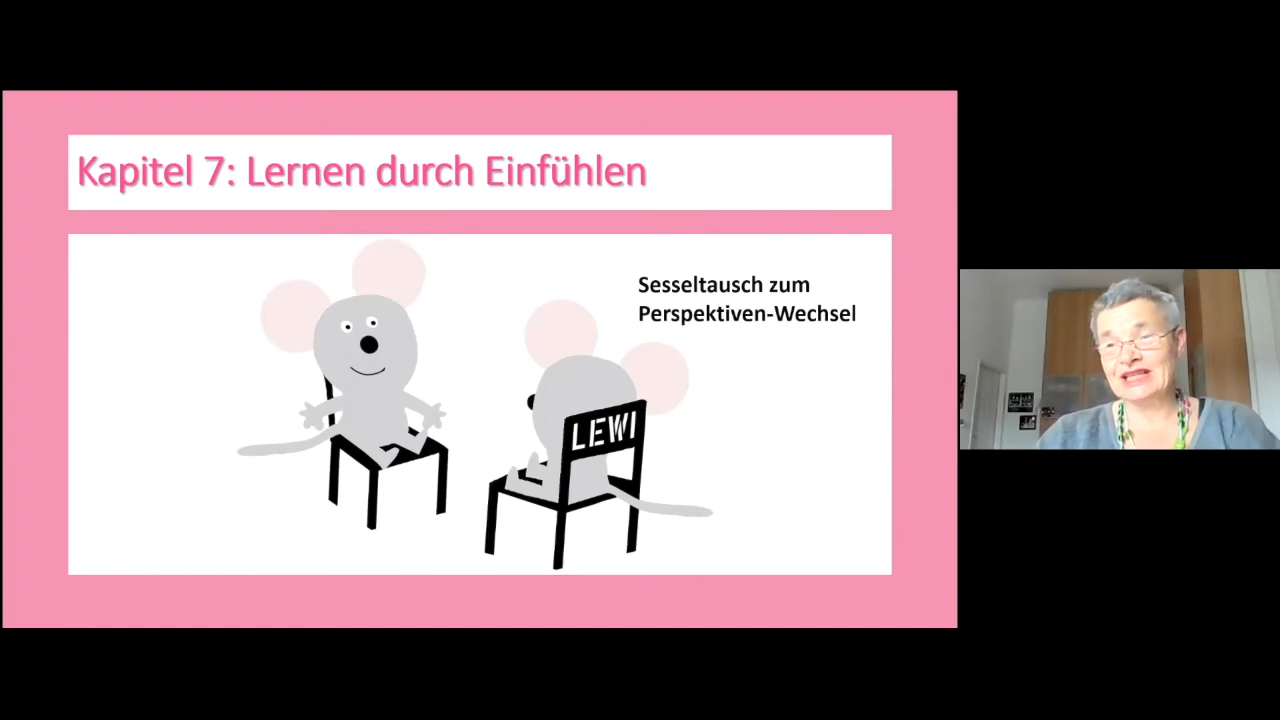 Kapitel 7: Lernen durch Einfühlen
Sesseltausch zum
Perspektiven-Wechsel
LEWI